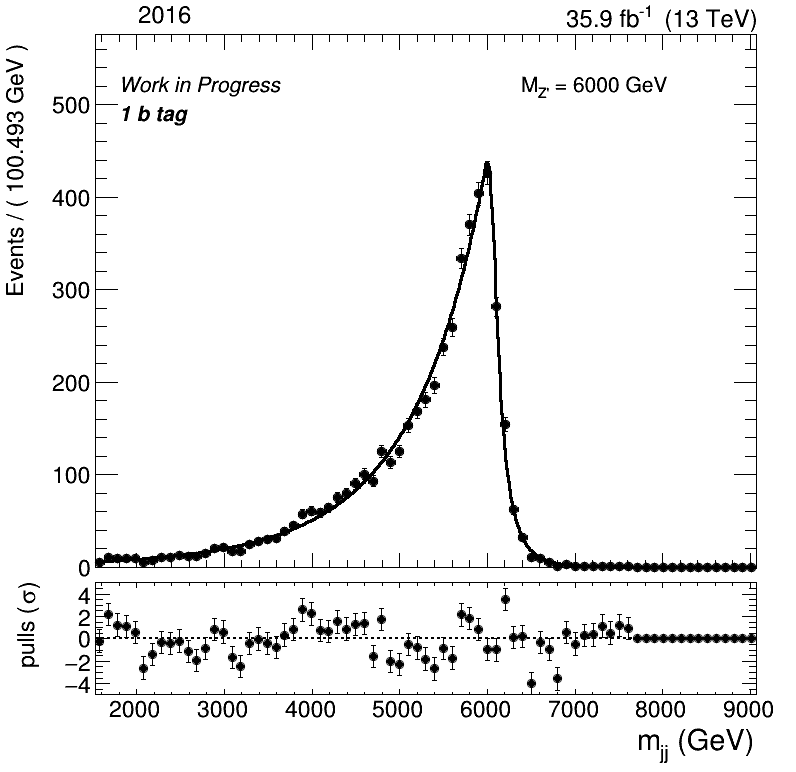 2016
35.9 fb-1 (13 TeV)
Events / ( 100.493 GeV )
Work in Progress
1 b tag
MZ' = 6000 GeV
500
400
300
200
100
0
pulls (σ)
4
2
0
−2
−4
2000 3000 4000 5000 6000 7000 8000 9000
mjj (GeV)